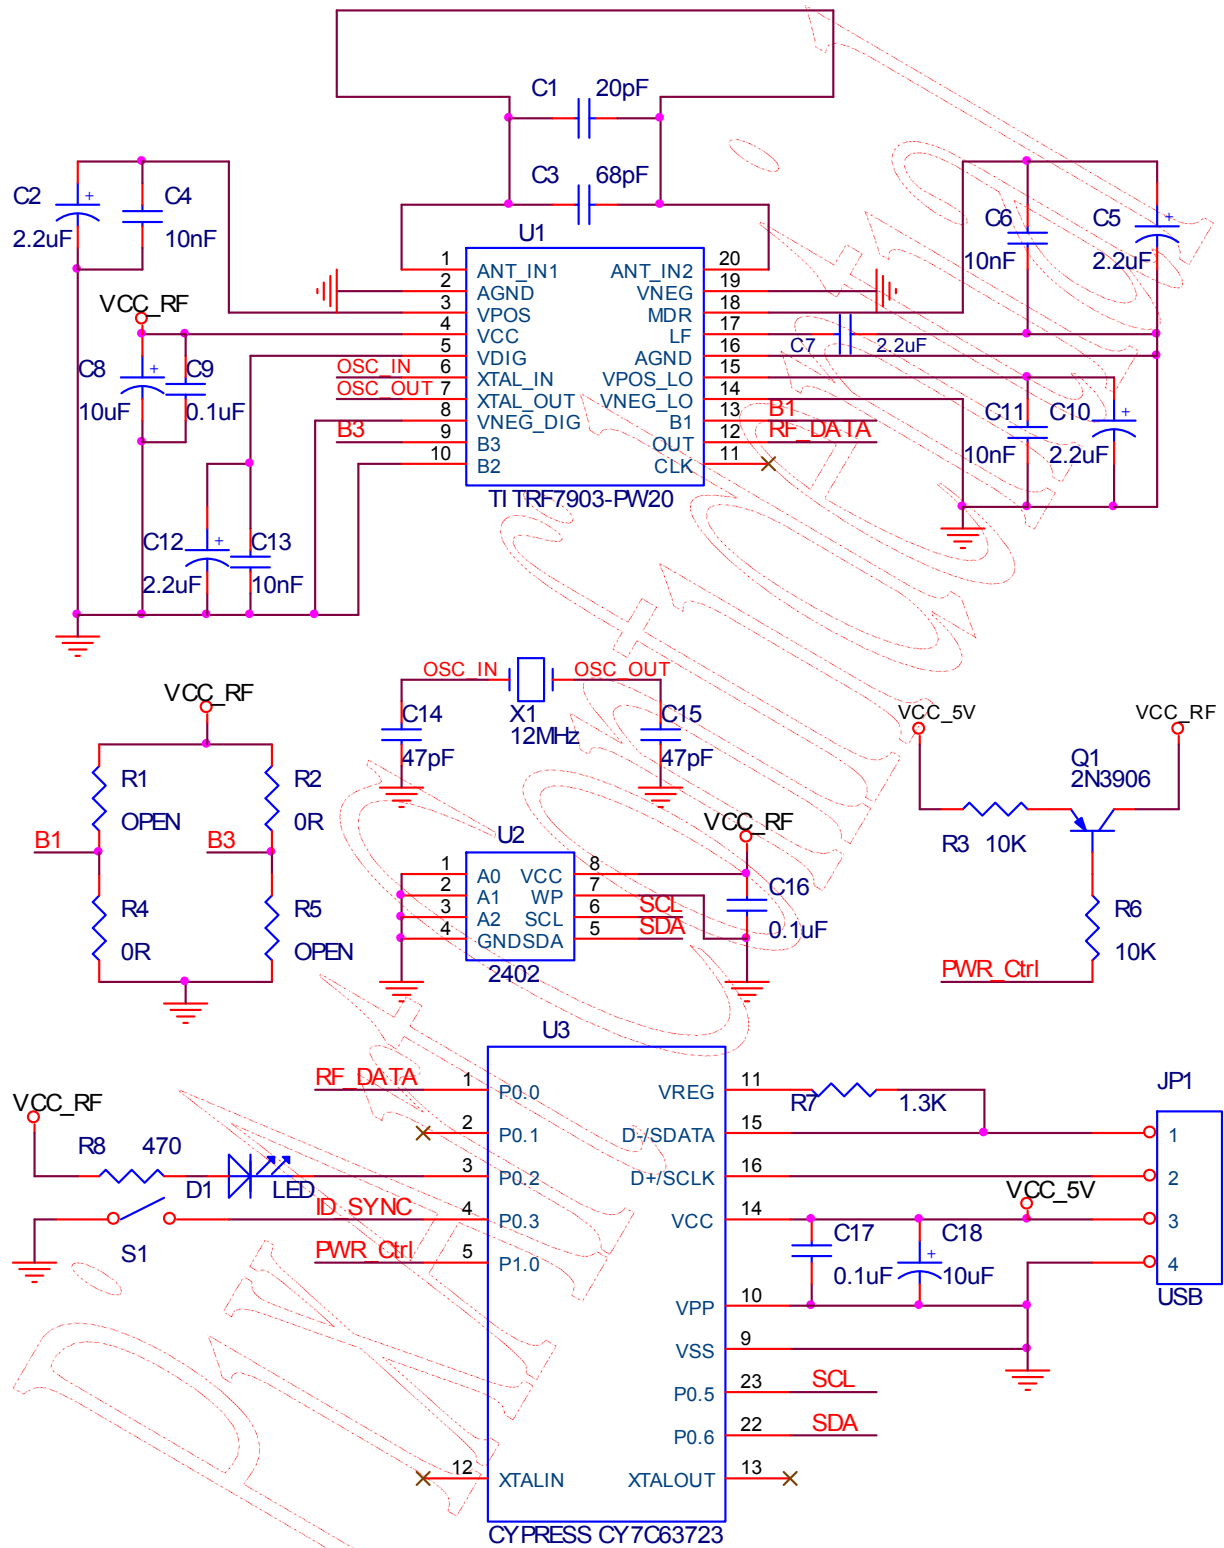 C1 20pF
C3 68pF
C2 2.2uF
C4 10nF
C6 10nF
C5 2.2uF
U1
1 ANT_IN1
2 AGND
3 VPOS
4 VCC
5 VDIG
6 XTAL_IN
7 XTAL_OUT
8 VNEG_DIG
9 B3
10 B2
ANT_IN2 20
VNEG 19
MDR 18
LF 17
AGND 16
VPOS_LO 15
VNEG_LO 14
B1 13
OUT 12
CLK 11
TI TRF7903-PW20
VCC_RF
C8 10uF
C9 0.1uF
OSC_IN
OSC_OUT
B3
C7 2.2uF
B1
RF_DATA
C11 10nF
C10 2.2uF
C12 2.2uF
C13 10nF
OSC_IN
OSC_OUT
X1
12MHz
C14
47pF
C15
47pF
VCC_RF
R1
OPEN
R2
0R
B1
B3
R4
0R
R5
OPEN
VCC_5V
VCC_RF
Q1
2N3906
R3 10K
R6
10K
PWR_Ctrl
U2
1 A0
2 A1
3 A2
4 GND
VCC 8
WP 7
SCL 6
SDA 5
2402
SCL
SDA
VCC_RF
C16
0.1uF
U3
RF_DATA
1 P0.0
2 P0.1
3 P0.2
4 P0.3
5 P1.0
12 XTALIN
VREG 11
D-/SDATA 15
D+/SCLK 16
VCC 14
VPP 10
VSS 9
P0.5 23
P0.6 22
XTALOUT 13
CYPRESS CY7C63723
VCC_RF
R8 470
D1 LED
ID_SYNC
S1
PWR_Ctrl
R7 1.3K
VCC_5V
C17
0.1uF
C18
10uF
SCL
SDA
JP1
1
2
3
4
USB